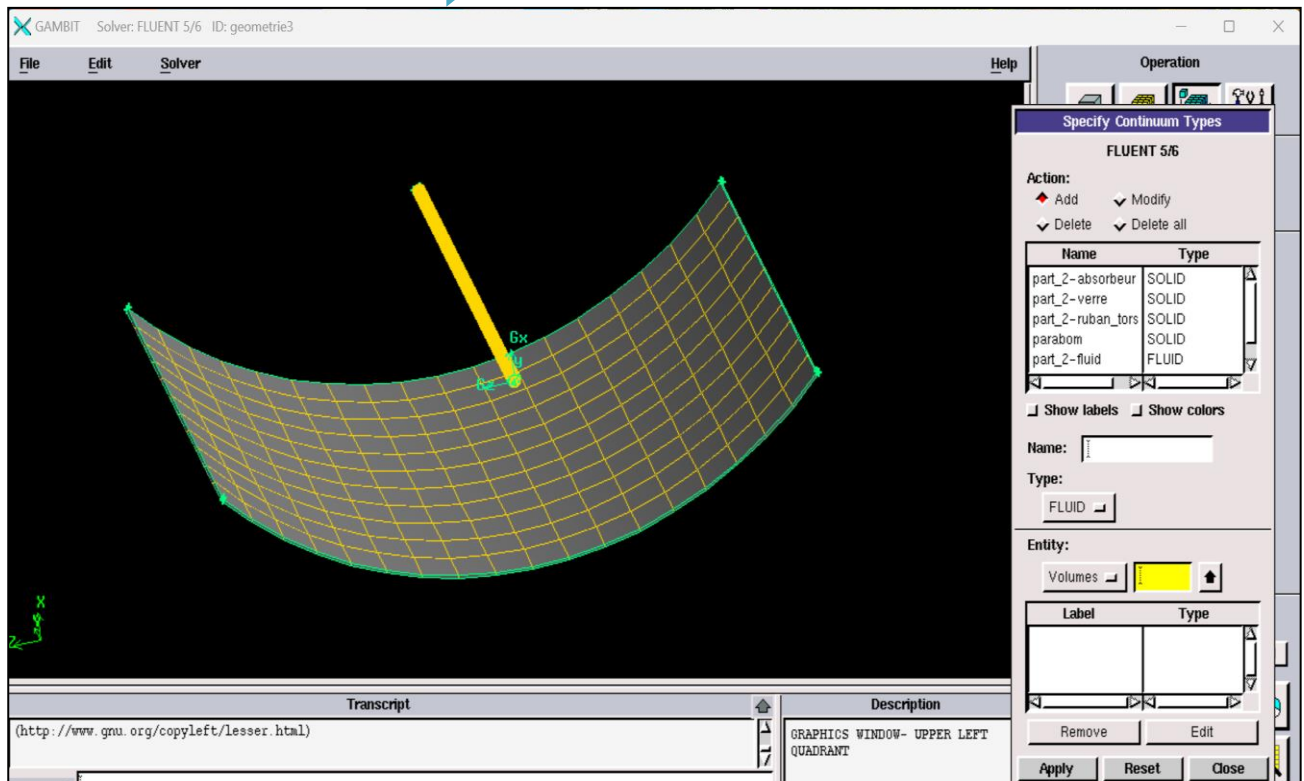 GAMBIT Solver: FLUENT 5/6 ID: geometrie3
File Edit Solver Help
Operation
Specify Continuum Types
FLUENT 5/6
Action:
Add Modify
Delete Delete all
Name Type
part_2-absorbeur SOLID
part_2-verre SOLID
part_2-ruban_tors SOLID
parabom SOLID
part_2-fluid FLUID
Show labels Show colors
Name:
Type:
FLUID
Entity:
Volumes
Label Type
Remove Edit
Apply Reset Close
Gx
y
x
z
Transcript
(http://www.gnu.org/copyleft/lesser.html)
Description
GRAPHICS WINDOW- UPPER LEFT
QUADRANT